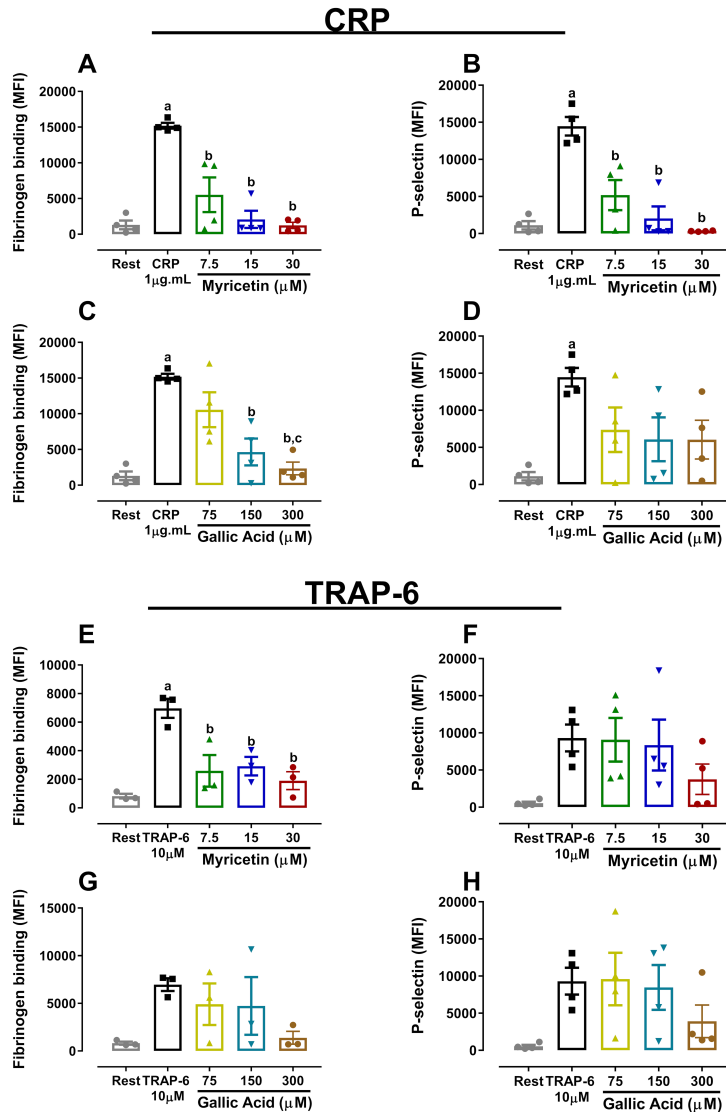 CRP
A
Fibrinogen binding (MFI)
20000
15000
10000
5000
0
a
b
b
b
Rest
CRP
1μg.mL
7.5
15
30
Myricetin (μM)
B
P-selectin (MFI)
20000
15000
10000
5000
0
a
b
b
b
Rest
CRP
1μg.mL
7.5
15
30
Myricetin (μM)
C
Fibrinogen binding (MFI)
20000
15000
10000
5000
0
a
b
b,c
Rest
CRP
1μg.mL
75
150
300
Gallic Acid (μM)
D
P-selectin (MFI)
20000
15000
10000
5000
0
a
Rest
CRP
1μg.mL
75
150
300
Gallic Acid (μM)
TRAP-6
E
Fibrinogen binding (MFI)
10000
8000
6000
4000
2000
0
a
b
b
b
Rest
TRAP-6
10μM
7.5
15
30
Myricetin (μM)
F
P-selectin (MFI)
20000
15000
10000
5000
0
Rest
TRAP-6
10μM
7.5
15
30
Myricetin (μM)
G
Fibrinogen binding (MFI)
15000
10000
5000
0
Rest
TRAP-6
10μM
75
150
300
Gallic Acid (μM)
H
P-selectin (MFI)
20000
15000
10000
5000
0
Rest
TRAP-6
10μM
75
150
300
Gallic Acid (μM)